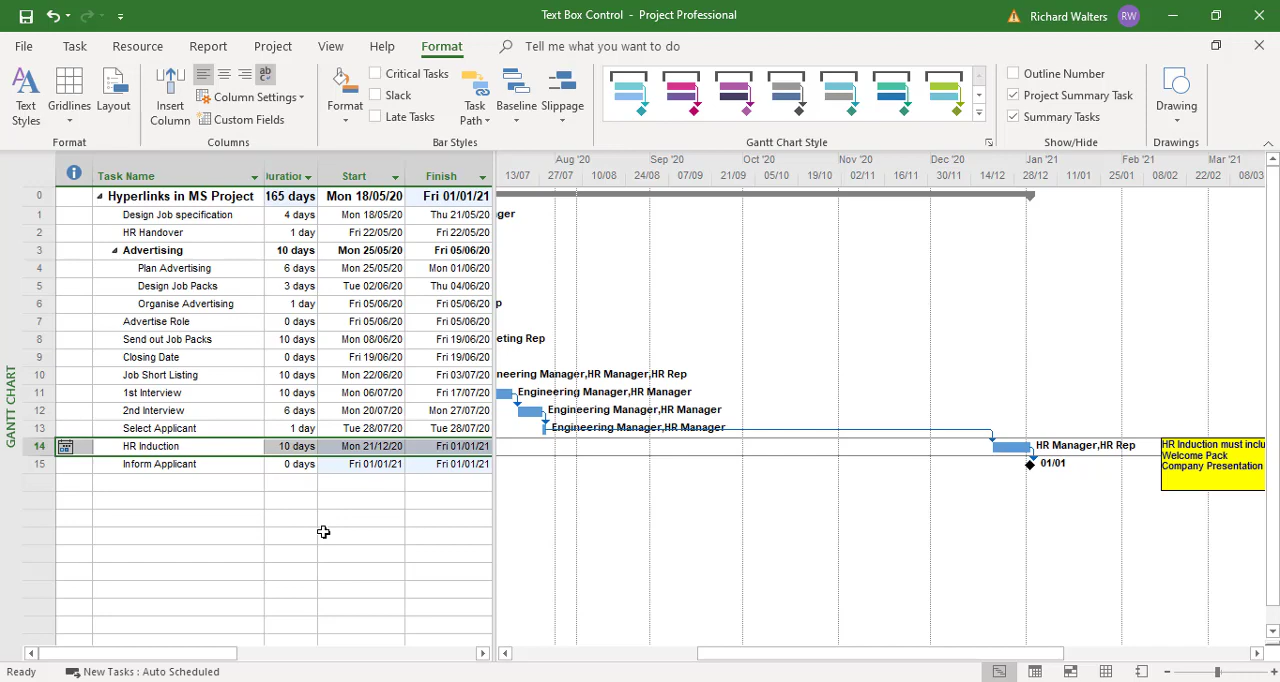 Text Box Control - Project Professional
Richard Walters RW
File Task Resource Report Project View Help Format Tell me what you want to do
Text Styles
Gridlines
Layout
Format
Insert Column
Column Settings
Custom Fields
Columns
Format
Critical Tasks
Slack
Late Tasks
Task Path
Baseline
Slippage
Bar Styles
Gantt Chart Style
Outline Number
Project Summary Task
Summary Tasks
Show/Hide
Drawing
Drawings
Task Name Duratior Start Finish
Aug '20 Sep '20 Oct '20 Nov '20 Dec '20 Jan '21 Feb '21 Mar '21
13/07 27/07 10/08 24/08 07/09 21/09 05/10 19/10 02/11 16/11 30/11 14/12 28/12 11/01 25/01 08/02 22/02 08/03
0 Hyperlinks in MS Project 165 days Mon 18/05/20 Fri 01/01/21
1 Design Job specification 4 days Mon 18/05/20 Thu 21/05/20 ger
2 HR Handover 1 day Fri 22/05/20 Fri 22/05/20
3 Advertising 10 days Mon 25/05/20 Fri 05/06/20
4 Plan Advertising 6 days Mon 25/05/20 Mon 01/06/20
5 Design Job Packs 3 days Tue 02/06/20 Thu 04/06/20
6 Organise Advertising 1 day Fri 05/06/20 Fri 05/06/20 p
7 Advertise Role 0 days Fri 05/06/20 Fri 05/06/20
8 Send out Job Packs 10 days Mon 08/06/20 Fri 19/06/20 eting Rep
9 Closing Date 0 days Fri 19/06/20 Fri 19/06/20
10 Job Short Listing 10 days Mon 22/06/20 Fri 03/07/20 neering Manager,HR Manager,HR Rep
11 1st Interview 10 days Mon 06/07/20 Fri 17/07/20 Engineering Manager,HR Manager
12 2nd Interview 6 days Mon 20/07/20 Mon 27/07/20 Engineering Manager,HR Manager
13 Select Applicant 1 day Tue 28/07/20 Tue 28/07/20 Engineering Manager,HR Manager
14 HR Induction 10 days Mon 21/12/20 Fri 01/01/21 HR Manager,HR Rep
15 Inform Applicant 0 days Fri 01/01/21 Fri 01/01/21 01/01
HR Induction must inclu
Welcome Pack
Company Presentation
GANTT CHART
Ready New Tasks : Auto Scheduled